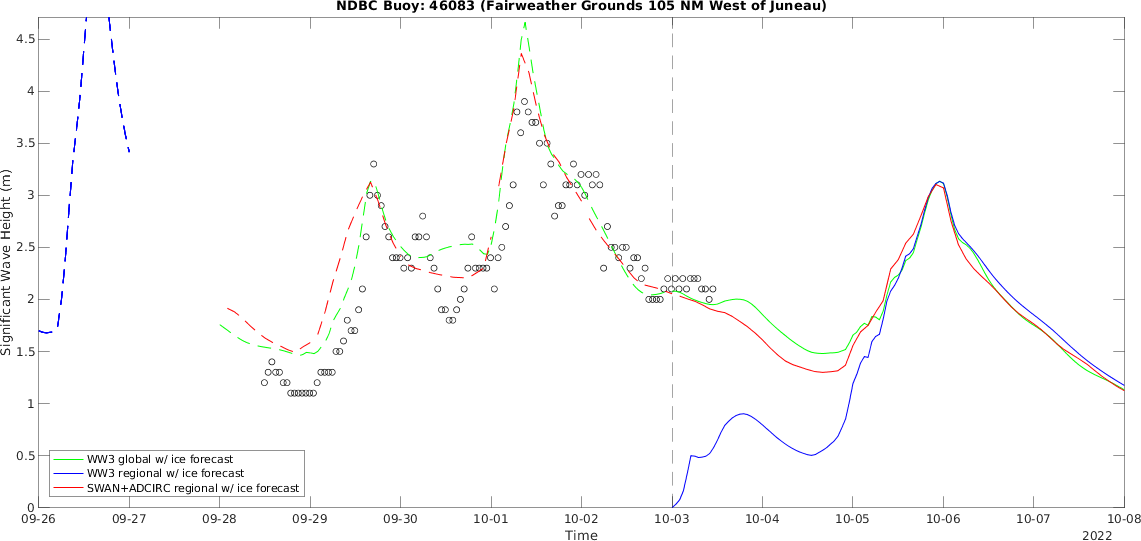 NDBC Buoy: 46083 (Fairweather Grounds 105 NM West of Juneau)
Significant Wave Height (m)
4.5
4
3.5
3
2.5
2
1.5
1
0.5
0
WW3 global w/ ice forecast
WW3 regional w/ ice forecast
SWAN+ADCIRC regional w/ ice forecast
09-26 09-27 09-28 09-29 09-30 10-01 10-02 10-03 10-04 10-05 10-06 10-07 10-08
Time
2022